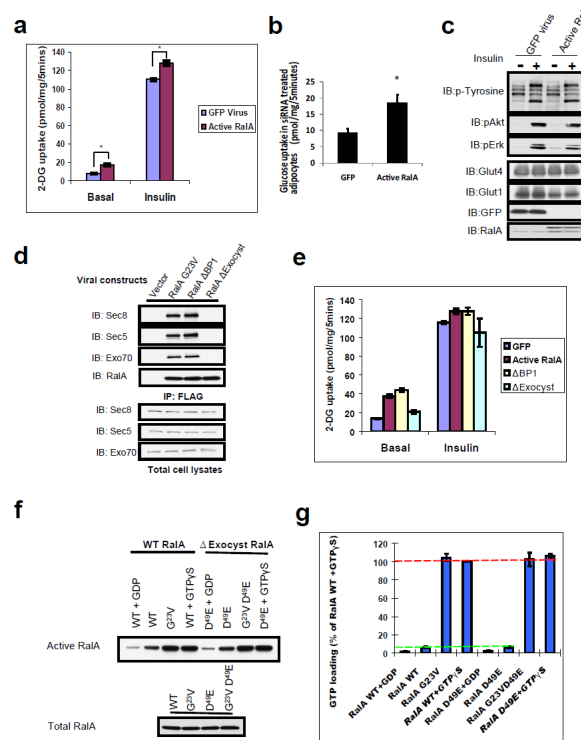 a
2-DG uptake (pmol/mg/5mins)
140
120
100
80
60
40
20
0
*
*
Basal
Insulin
GFP Virus
Active RalA
b
Glucose uptake in siRNA treated
adipocytes (pmol/mg/5minutes)
25
20
15
10
5
0
*
GFP
Active RalA
c
GFP virus
Active RalA
Insulin
- + - +
IB:p-Tyrosine
IB:pAkt
IB:pErk
IB:Glut4
IB:Glut1
IB:GFP
IB:RalA
d
Viral constructs
Vector
RalA G23V
RalA ΔBP1
RalA ΔExocyst
IB: Sec8
IB: Sec5
IB: Exo70
IB: RalA
IP: FLAG
IB: Sec8
IB: Sec5
IB: Exo70
Total cell lysates
e
2-DG uptake (pmol/mg/5mins)
140
120
100
80
60
40
20
0
Basal
Insulin
GFP
Active RalA
ΔBP1
ΔExocyst
f
WT RalA
Δ Exocyst RalA
WT + GDP
WT
G23V
WT + GTPγS
D49E + GDP
D49E
G23V D49E
D49E + GTPγS
Active RalA
WT
G23V
D49E
G23V D49E
Total RalA
g
GTP loading (% of RalA WT +GTPγS)
120
100
80
60
40
20
0
RalA WT+GDP
RalA WT
RalA G23V
RalA WT+GTPγS
RalA D49E+GDP
RalA D49E
RalA G23VD49E
RalA D49E+GTPγS